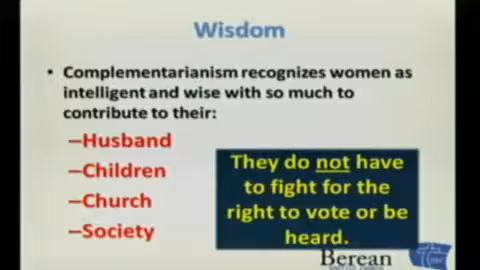 Wisdom
• Complementarianism recognizes women as
intelligent and wise with so much to
contribute to their:
–Husband
–Children
–Church
–Society
They do not have
to fight for the
right to vote or be
heard.
Berean